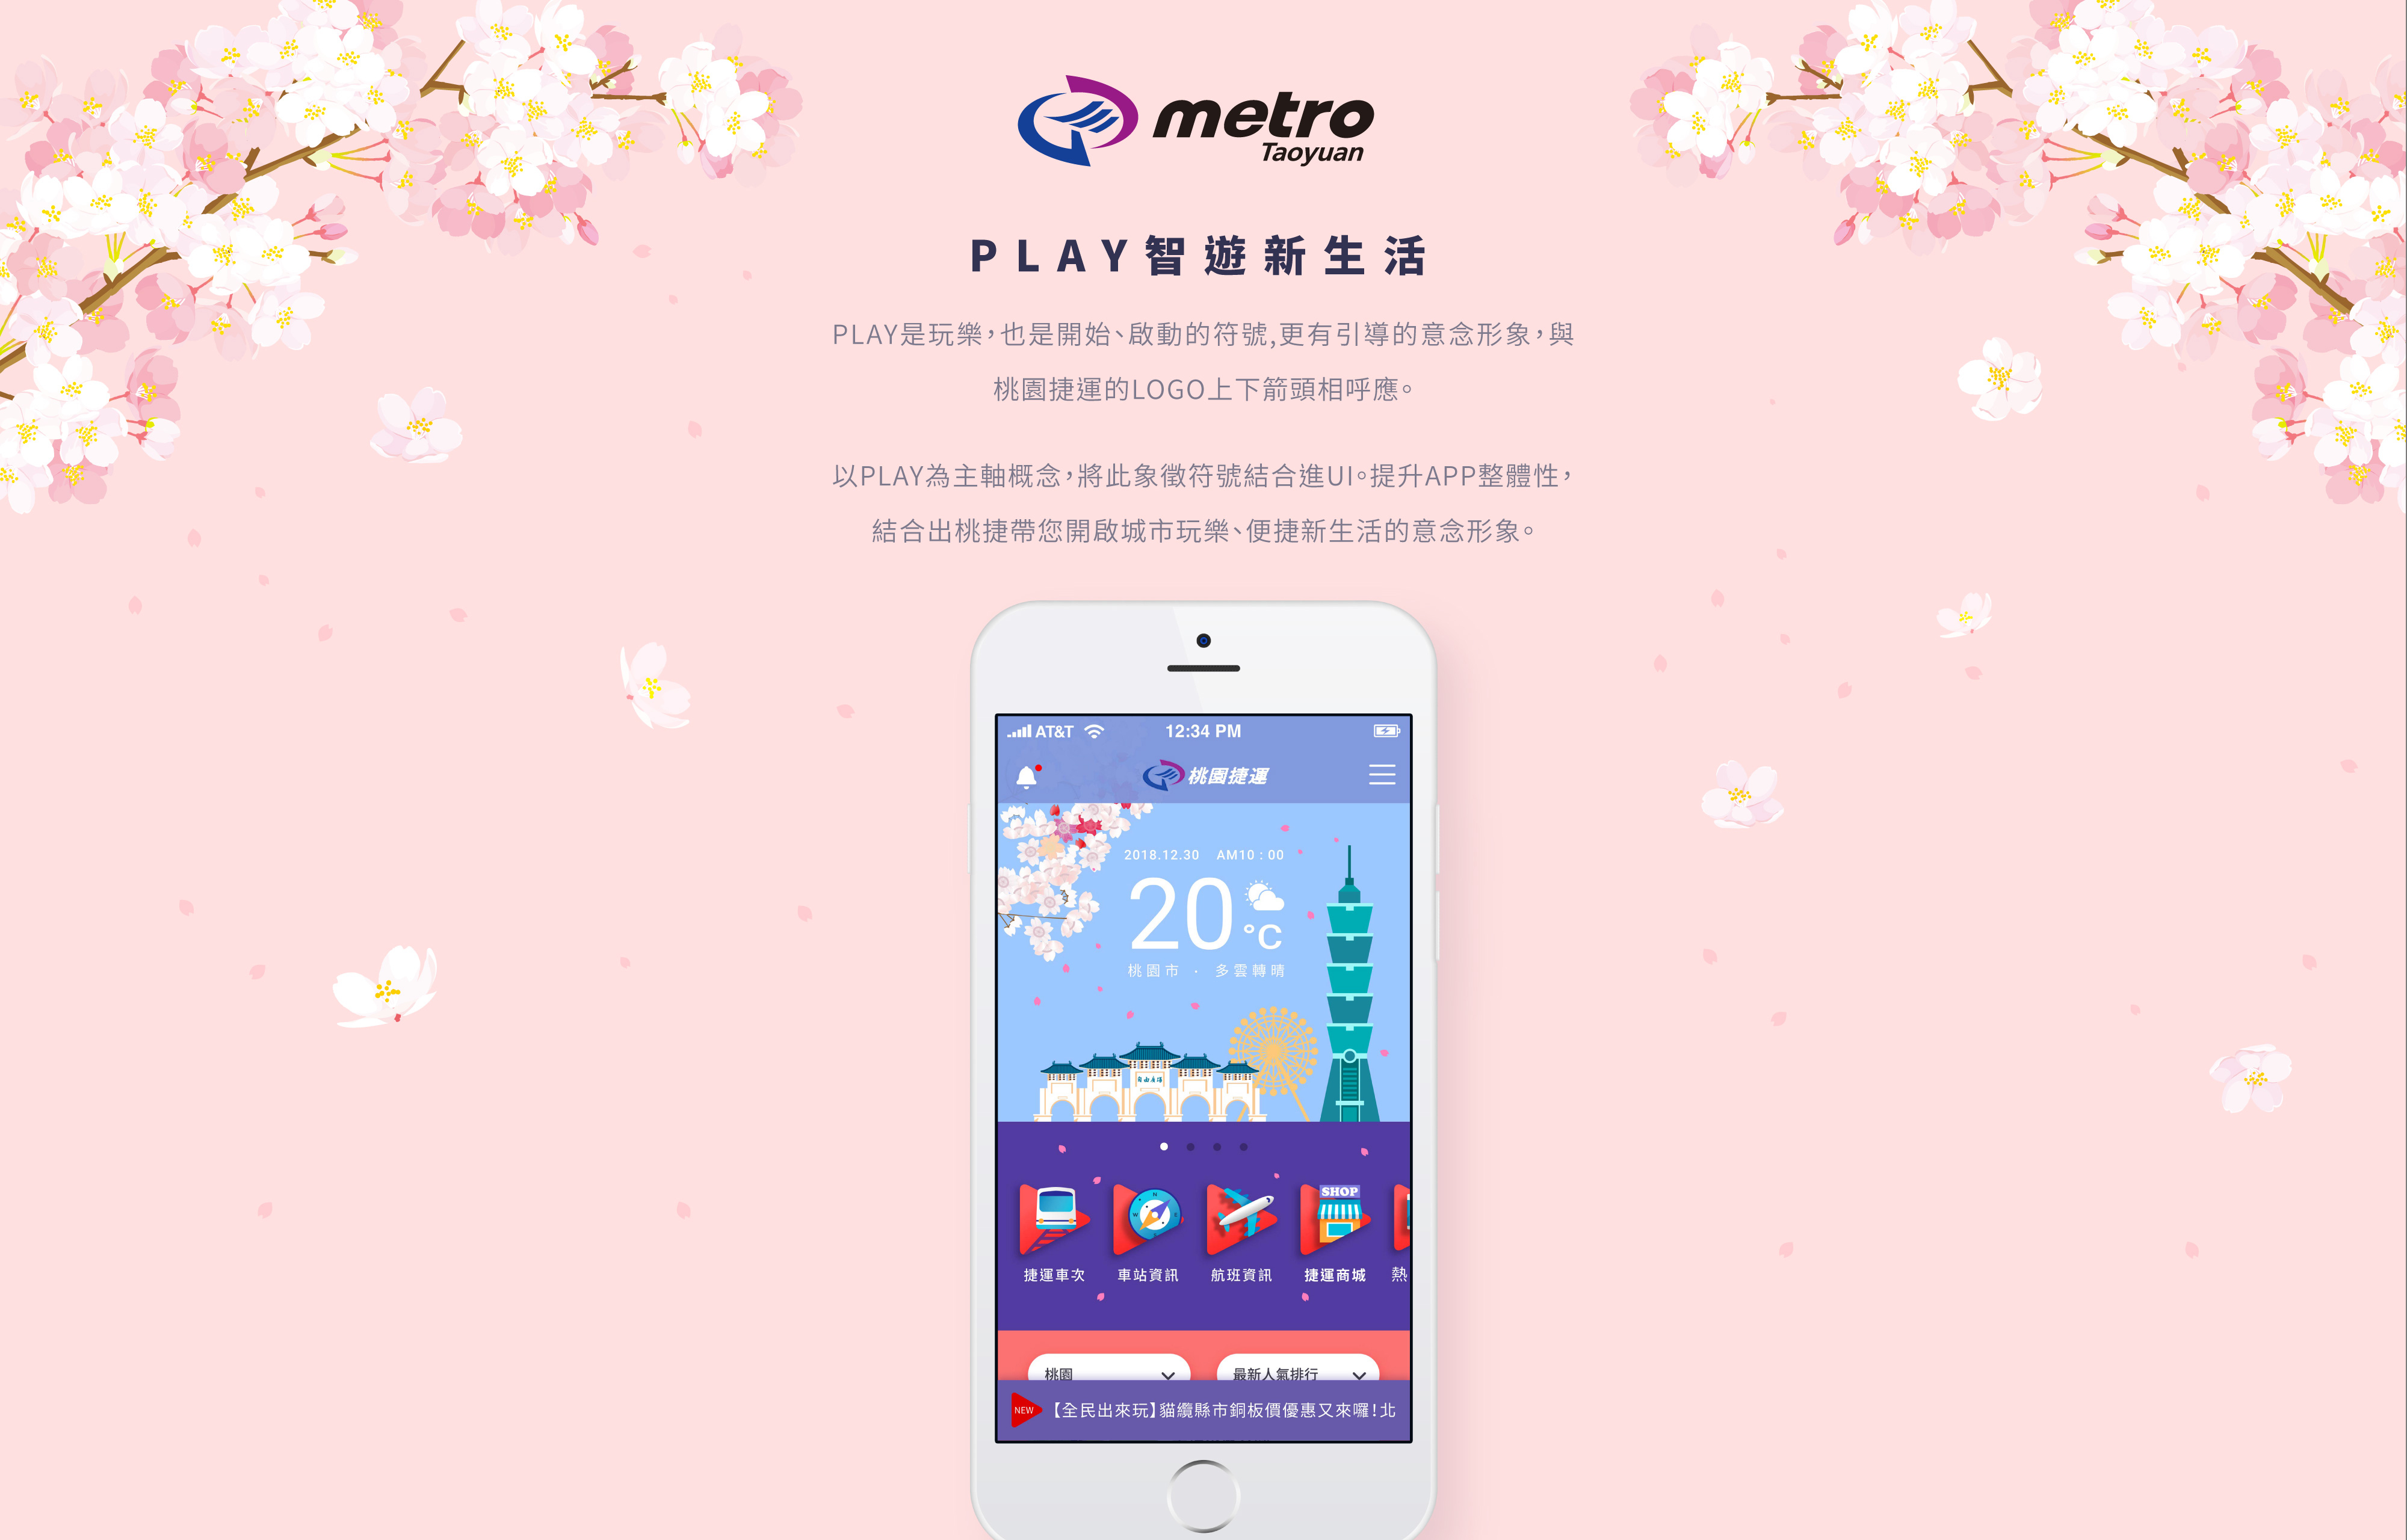 metro
Taoyuan
PLAY智遊新生活
PLAY是玩樂，也是開始、啟動的符號,更有引導的意念形象，與
桃園捷運的LOGO上下箭頭相呼應。
以PLAY為主軸概念，將此象徵符號結合進UI。提升APP整體性，
結合出桃捷帶您開啟城市玩樂、便捷新生活的意念形象。
AT&T 12:34 PM
桃園捷運
2018.12.30 AM10 : 00
20 °C
桃園市 · 多雲轉晴
SHOP
捷運車次 車站資訊 航班資訊 捷運商城 熱
桃園 最新人氣排行
NEW 【全民出來玩】貓纜縣市銅板價優惠又來囉！北